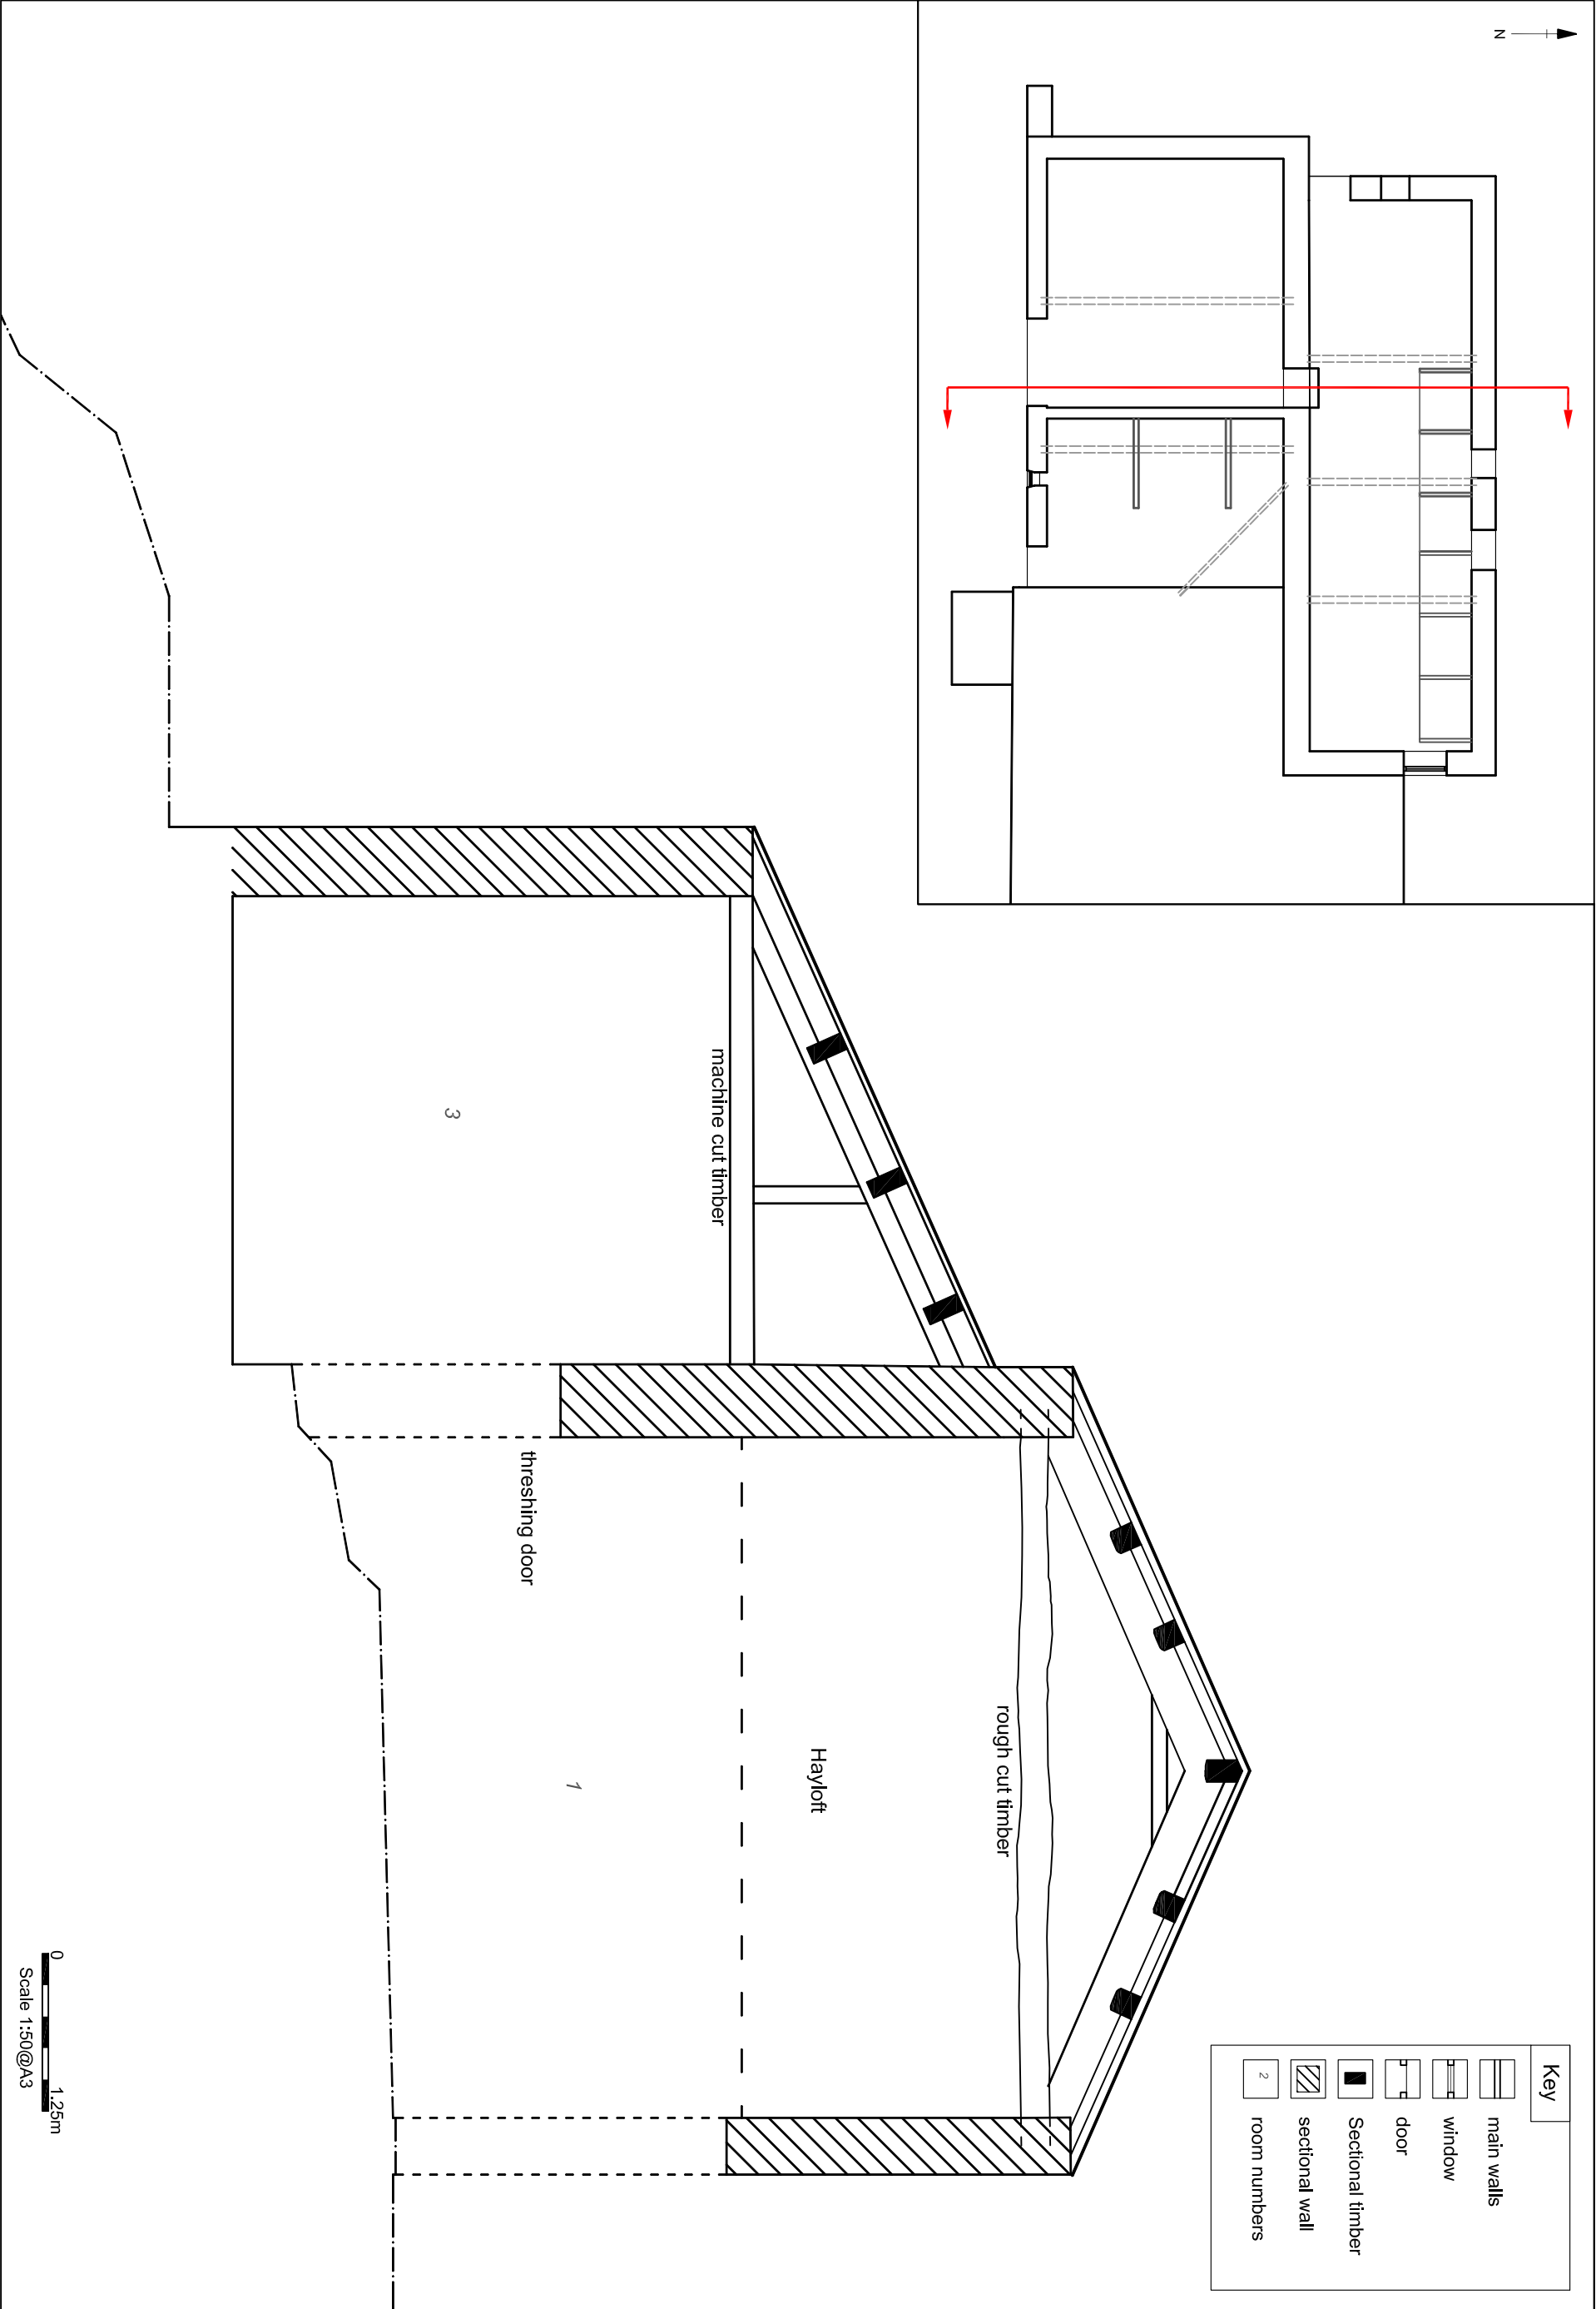 N
Key
main walls
window
door
Sectional timber
sectional wall
2
room numbers
machine cut timber
3
threshing door
rough cut timber
Hayloft
1
0
1.25m
Scale 1:50@A3